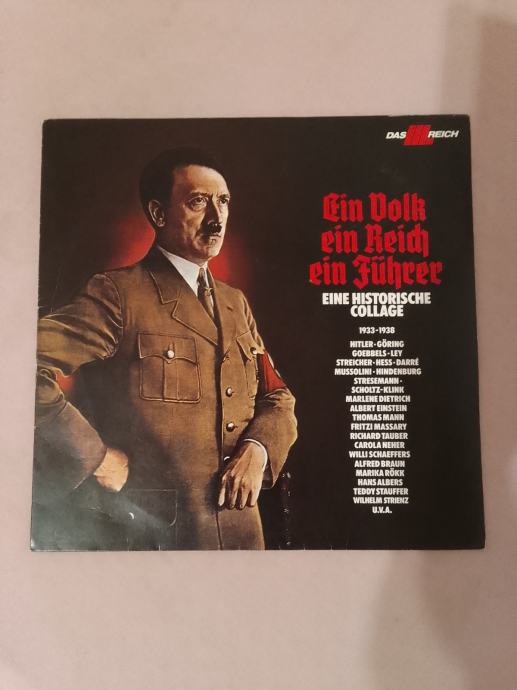 DAS III. REICH
Ein Volk
ein Reich
ein Führer
EINE HISTORISCHE
COLLAGE
1933-1938
HITLER·GÖRING
GOEBBELS·LEY
STREICHER·HESS·DARRÉ
MUSSOLINI·HINDENBURG
STRESEMANN·
SCHOLTZ-KLINK
MARLENE DIETRICH
ALBERT EINSTEIN
THOMAS MANN
FRITZI MASSARY
RICHARD TAUBER
CAROLA NEHER
WILLI SCHAEFFERS
ALFRED BRAUN
MARIKA RÖKK
HANS ALBERS
TEDDY STAUFFER
WILHELM STRIENZ
U.V.A.